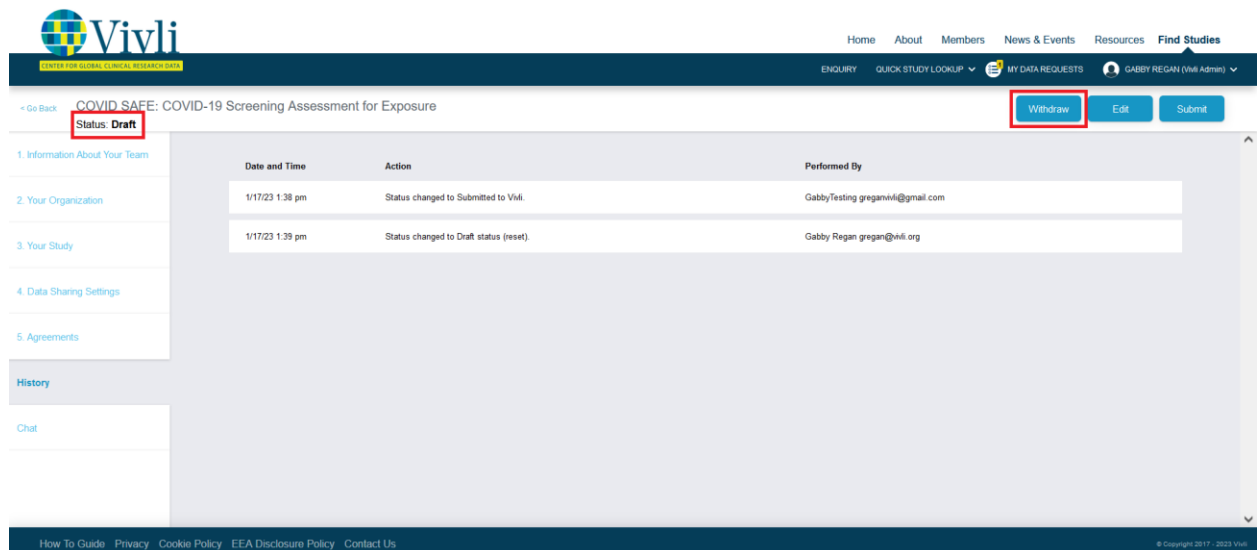 Vivli
CENTER FOR GLOBAL CLINICAL RESEARCH DATA
Home About Members News & Events Resources Find Studies
ENQUIRY QUICK STUDY LOOKUP MY DATA REQUESTS GABBY REGAN (Vivli Admin)
< Go Back COVID SAFE: COVID-19 Screening Assessment for Exposure
Status: Draft
Withdraw Edit Submit
1. Information About Your Team
2. Your Organization
3. Your Study
4. Data Sharing Settings
5. Agreements
History
Chat
Date and Time Action Performed By
1/17/23 1:38 pm Status changed to Submitted to Vivli. GabbyTesting greganvivli@gmail.com
1/17/23 1:39 pm Status changed to Draft status (reset). Gabby Regan gregan@vivli.org
How To Guide Privacy Cookie Policy EEA Disclosure Policy Contact Us
© Copyright 2017 - 2023 Vivli